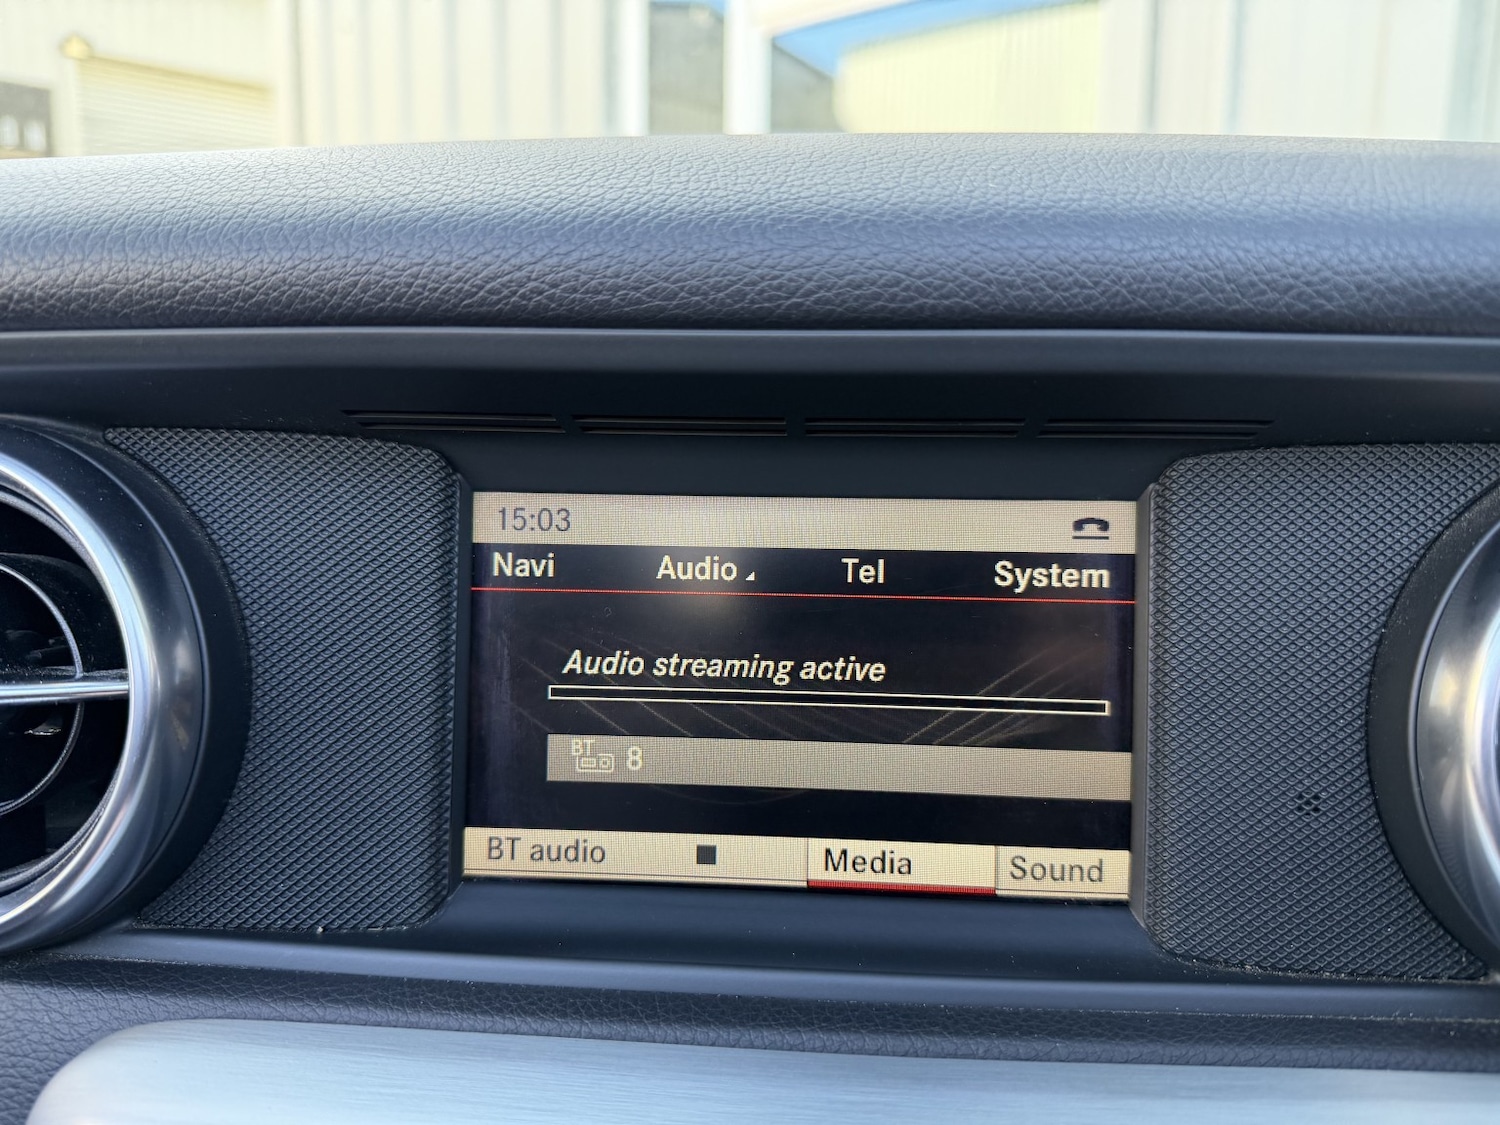 15:03
Navi Audio Tel System
Audio streaming active
BT 8
BT audio Media Sound